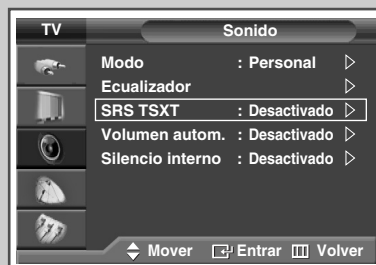 TV Sonido
Modo : Personal
Ecualizador
SRS TSXT : Desactivado
Volumen autom. : Desactivado
Silencio interno : Desactivado
Mover Entrar Volver